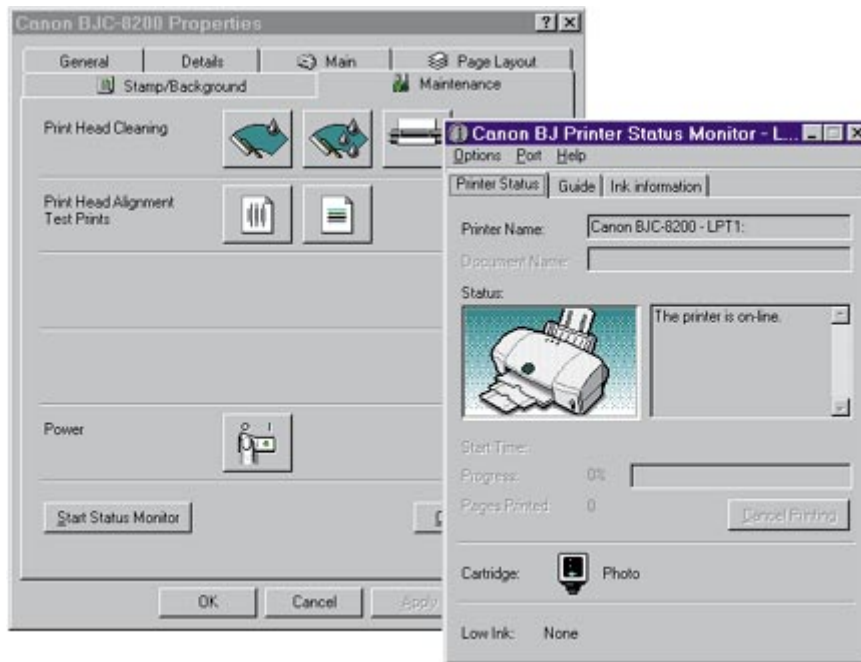 Canon BJC-8200 Properties
General Details Main Page Layout
Stamp/Background Maintenance
Print Head Cleaning
Print Head Alignment
Test Prints
Power
Start Status Monitor
OK Cancel Apply
Canon BJ Printer Status Monitor - L...
Options Port Help
Printer Status Guide Ink information
Printer Name: Canon BJC-8200 - LPT1:
Document Name:
Status:
The printer is on-line.
Start Time:
Progress: 0%
Pages Printed: 0
Cancel Printing
Cartridge: Photo
Low Ink: None